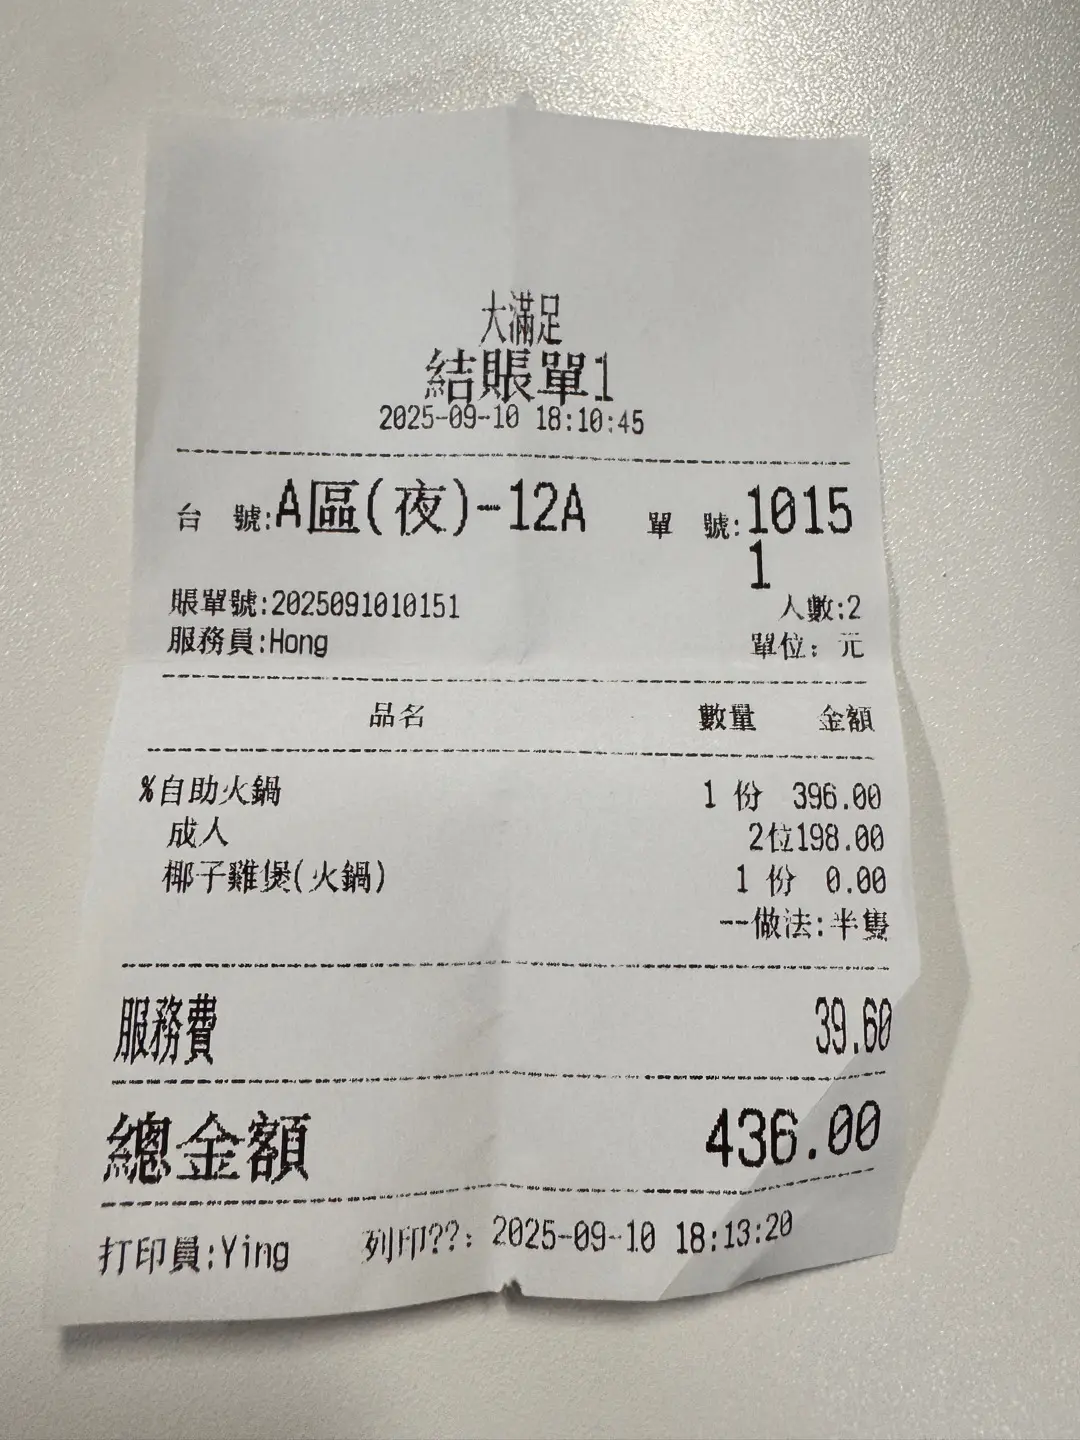 大滿足
結賬單1
2025-09-10 18:10:45
台 號:A區(夜)-12A 單 號:1015
1
賬單號:2025091010151 人數:2
服務員:Hong 單位: 元
品名 數量 金額
%自助火鍋 1 份 396.00
成人 2位198.00
椰子雞煲(火鍋) 1 份 0.00
--做法:半隻
服務費 39.60
總金額 436.00
打印員:Ying 列印??: 2025-09-10 18:13:20